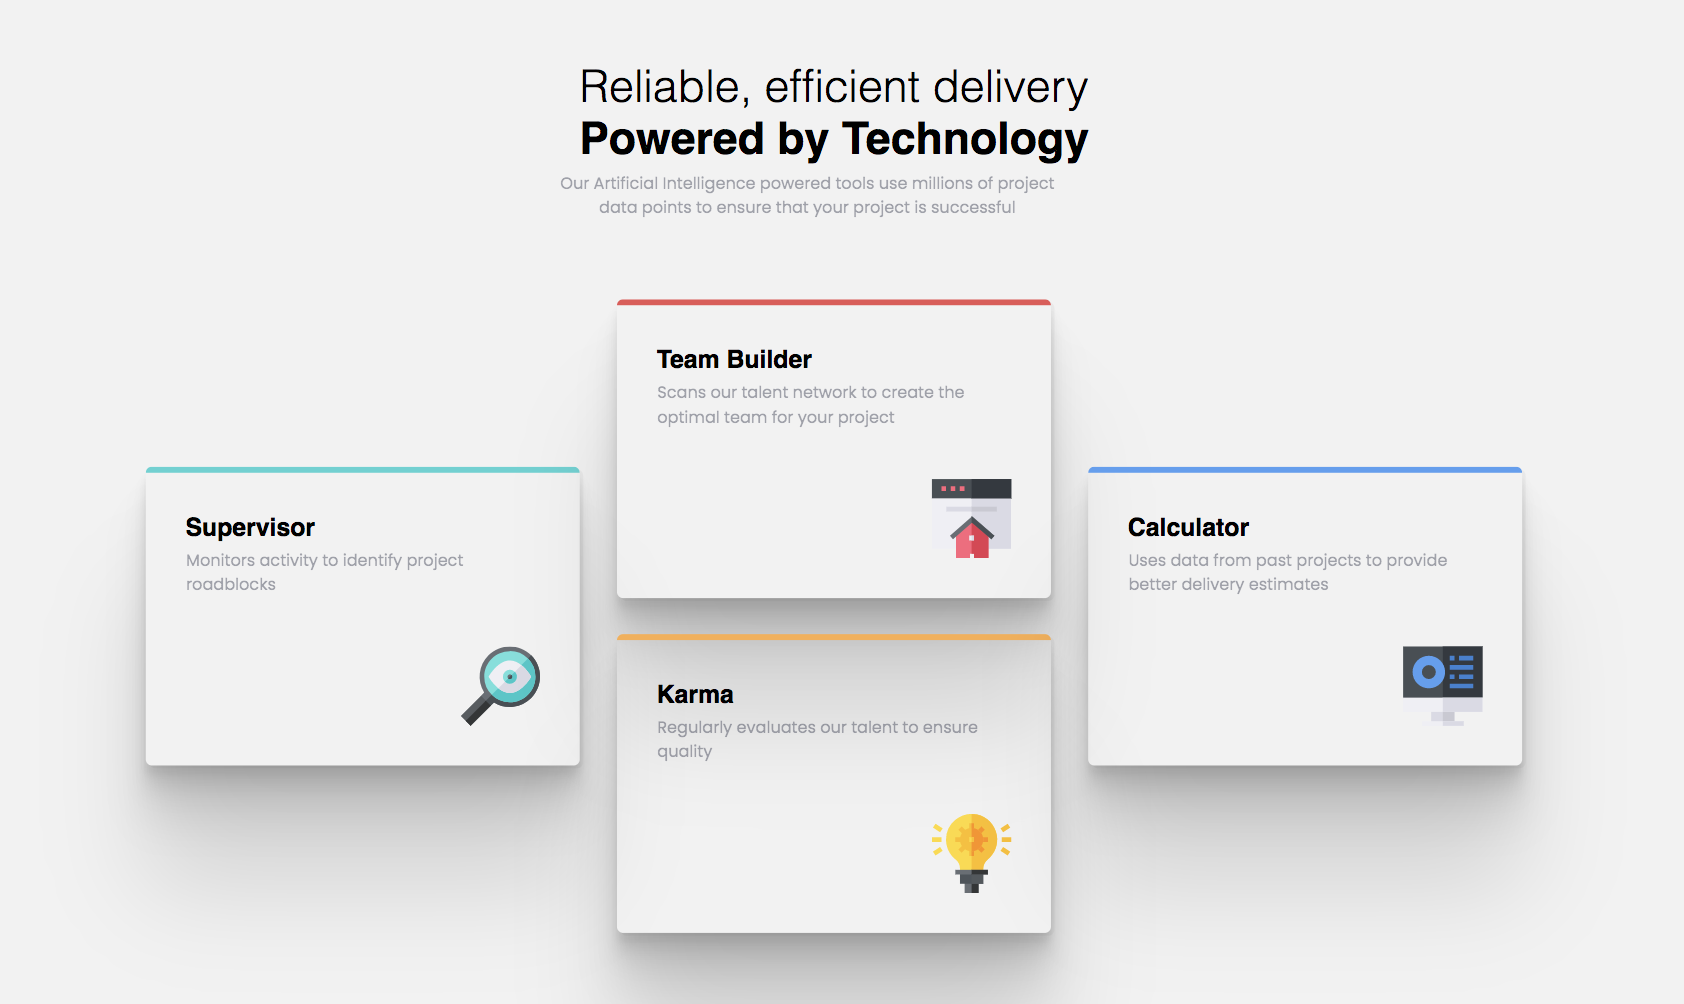 Reliable, efficient delivery
Powered by Technology
Our Artificial Intelligence powered tools use millions of project
data points to ensure that your project is successful
Team Builder
Scans our talent network to create the
optimal team for your project
Supervisor
Monitors activity to identify project
roadblocks
Calculator
Uses data from past projects to provide
better delivery estimates
Karma
Regularly evaluates our talent to ensure
quality